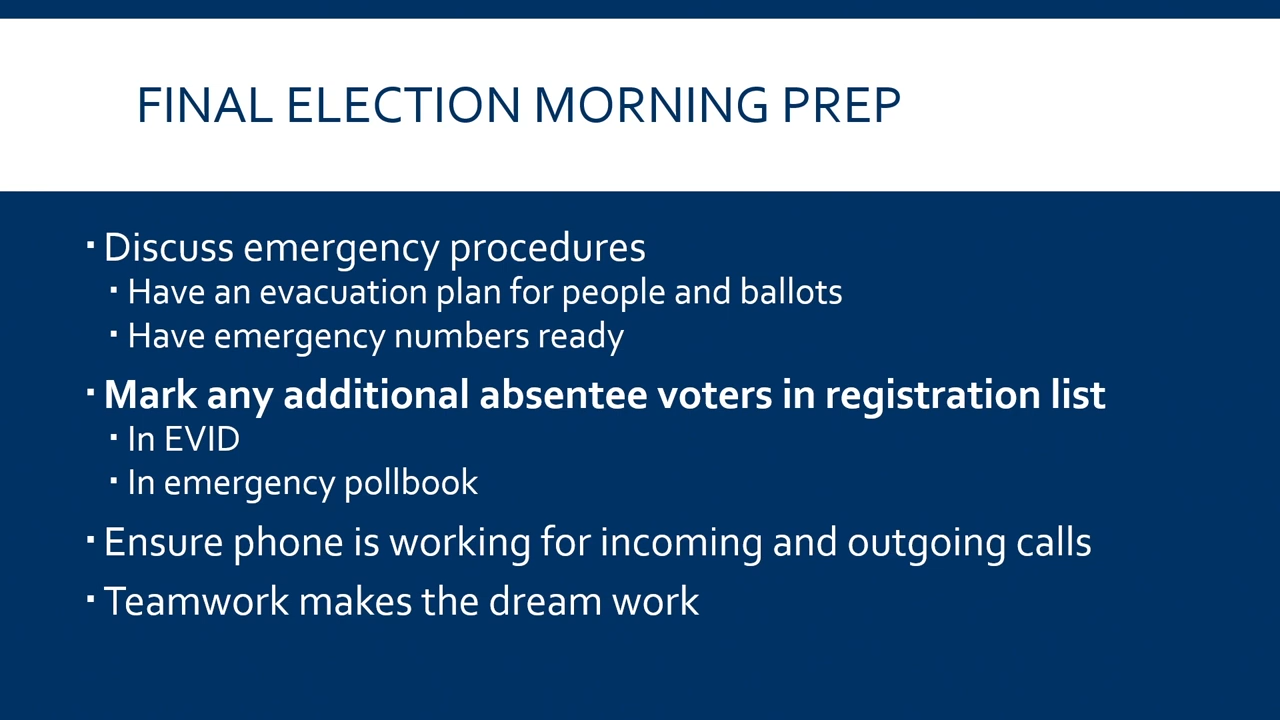 FINAL ELECTION MORNING PREP
▪ Discuss emergency procedures
▪ Have an evacuation plan for people and ballots
▪ Have emergency numbers ready
▪ Mark any additional absentee voters in registration list
▪ In EVID
▪ In emergency pollbook
▪ Ensure phone is working for incoming and outgoing calls
▪ Teamwork makes the dream work